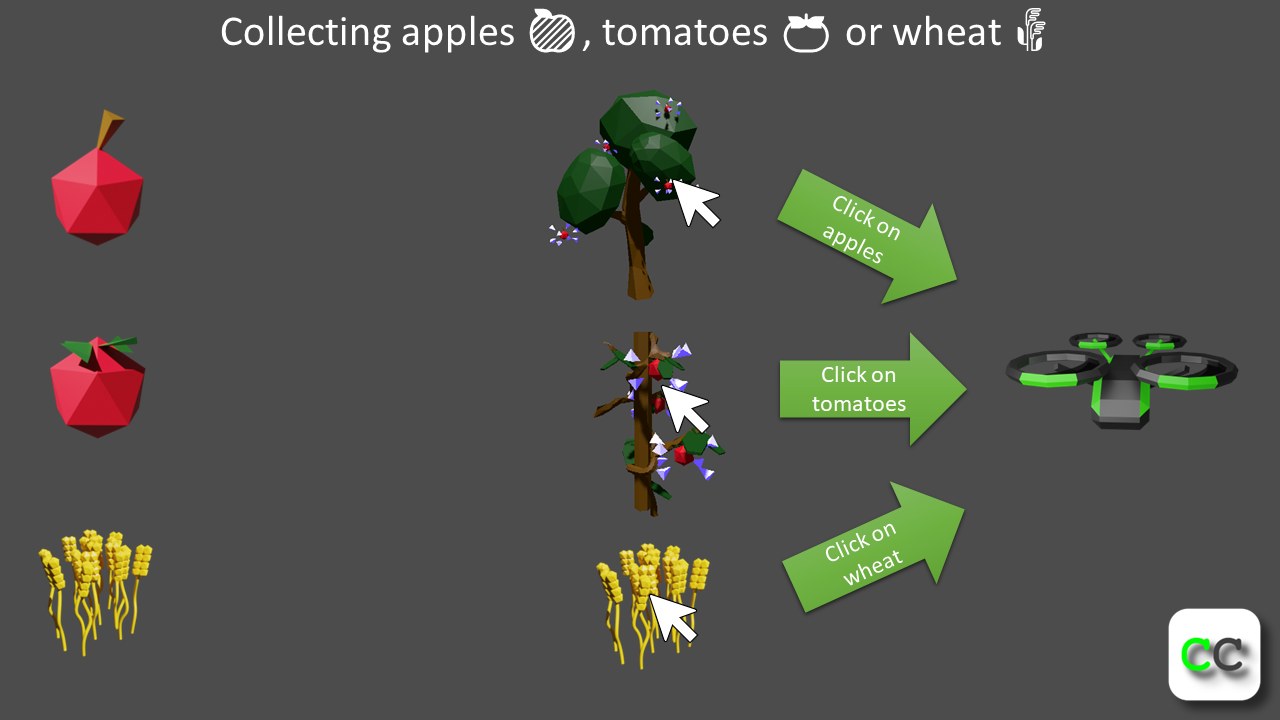 Collecting apples , tomatoes or wheat
Click on
apples
Click on
tomatoes
Click on
wheat
CC